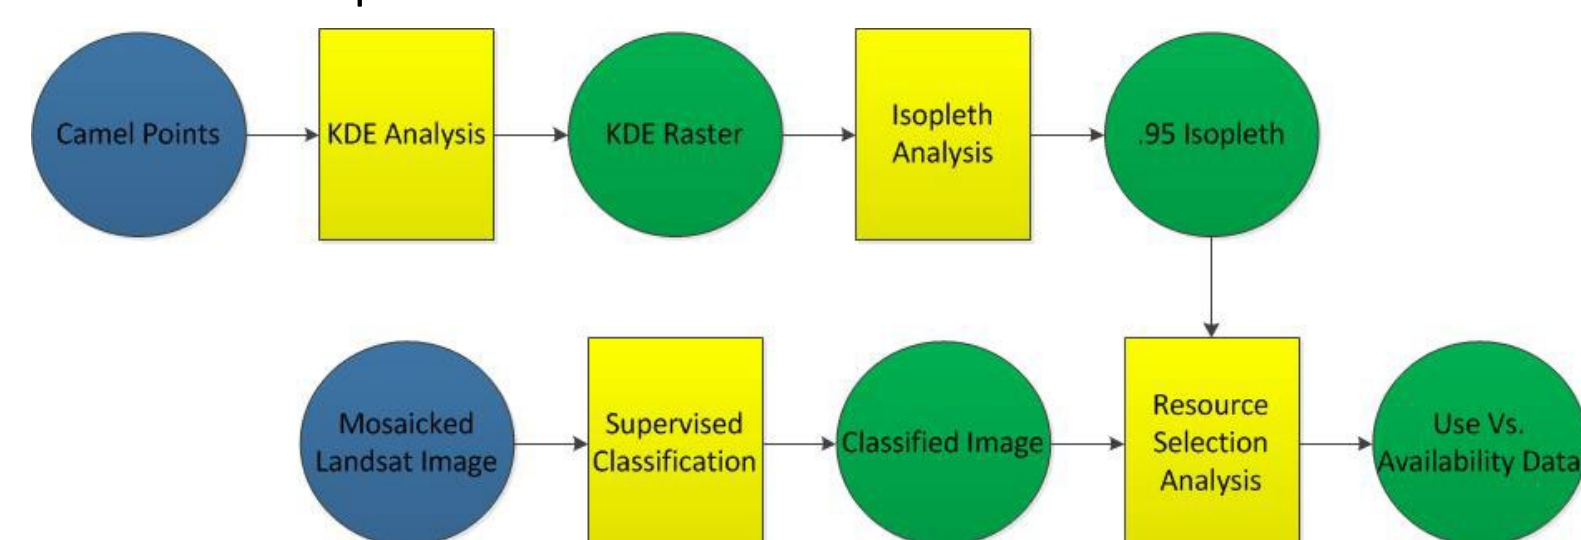 Camel Points
KDE Analysis
KDE Raster
Isopleth
Analysis
.95 Isopleth
Mosaicked
Landsat Image
Supervised
Classification
Classified Image
Resource
Selection
Analysis
Use Vs.
Availability Data